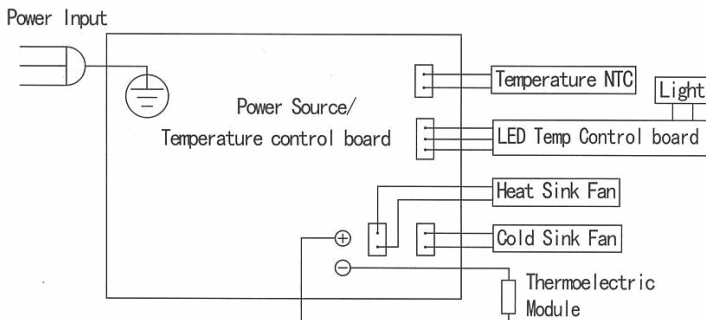 Power Input
Temperature NTC
Light
Power Source/
Temperature control board
LED Temp Control board
Heat Sink Fan
Cold Sink Fan
+
−
Thermoelectric
Module